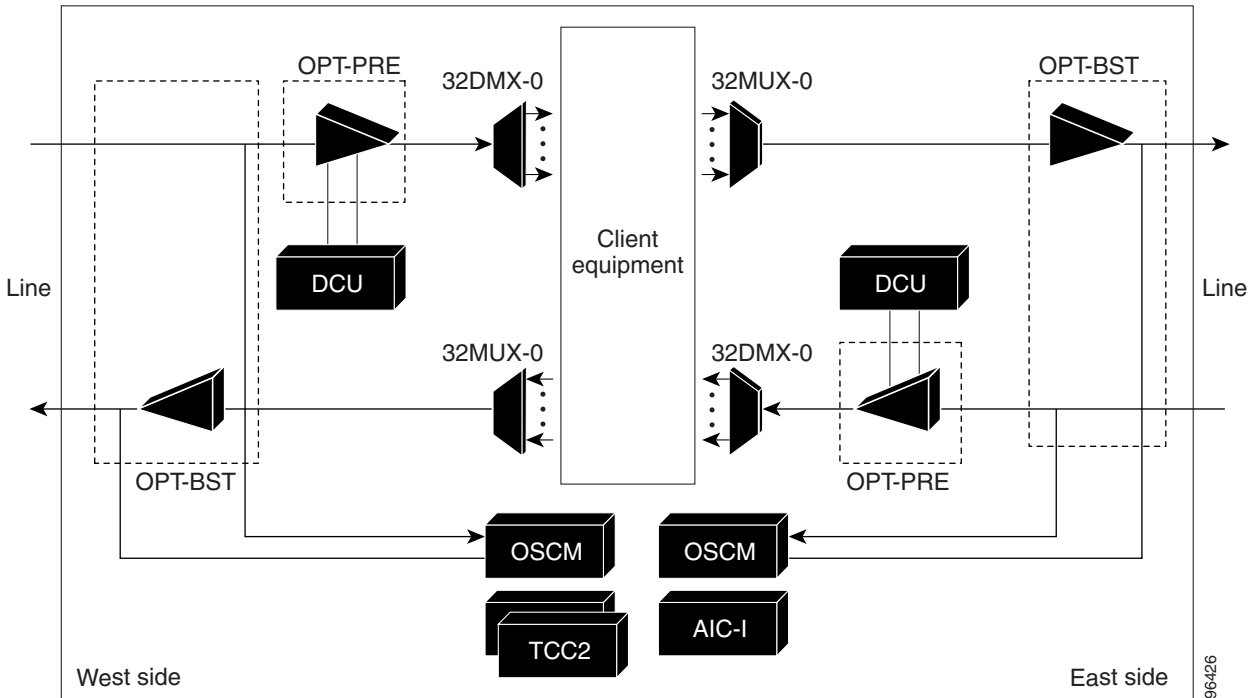 OPT-PRE
32DMX-0
32MUX-0
OPT-BST
Client
equipment
DCU
DCU
Line
Line
32MUX-0
32DMX-0
OPT-BST
OPT-PRE
OSCM
OSCM
TCC2
AIC-I
West side
East side
96426